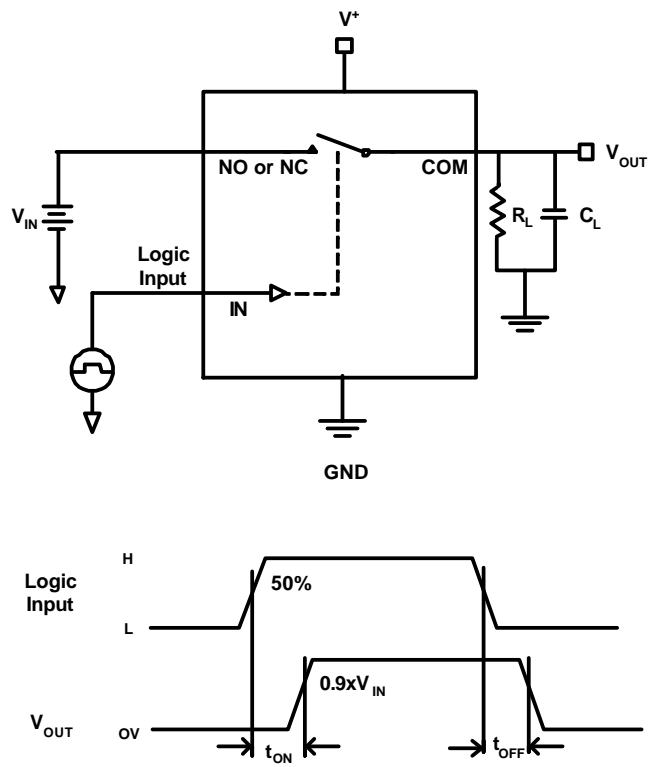 V+
NO or NC
COM
VOUT
VIN
RL
CL
Logic
Input
IN
GND
H
Logic
Input
50%
L
0.9xVIN
VOUT
OV
tON
tOFF